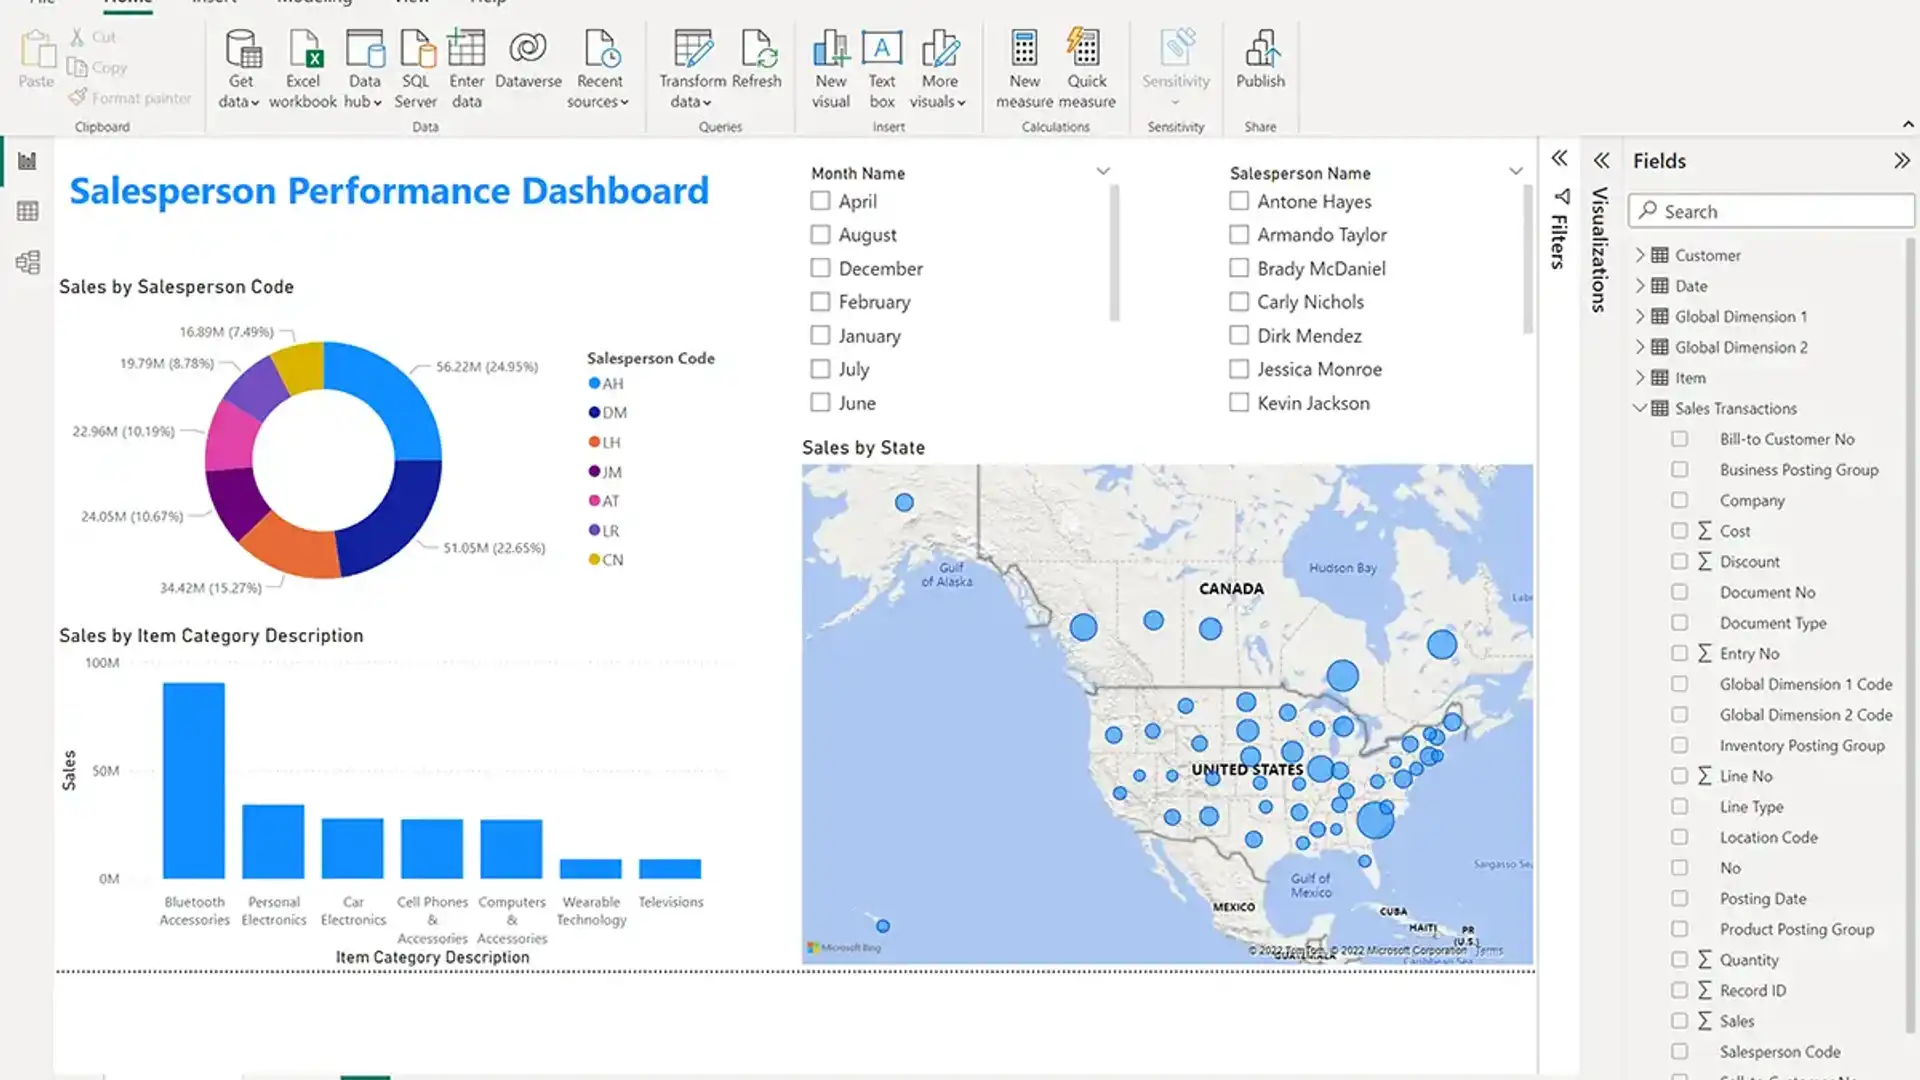 Home Insert Modeling View Help
Paste
Cut
Copy
Format painter
Clipboard
Get data
Excel workbook
Data hub
SQL Server
Enter data
Dataverse
Recent sources
Data
Transform data
Refresh
Queries
New visual
Text box
More visuals
Insert
New measure
Quick measure
Calculations
Sensitivity
Sensitivity
Publish
Share
Salesperson Performance Dashboard
Sales by Salesperson Code
16.89M (7.49%)
19.79M (8.78%)
56.22M (24.95%)
22.96M (10.19%)
24.05M (10.67%)
51.05M (22.65%)
34.42M (15.27%)
Salesperson Code
AH
DM
LH
JM
AT
LR
CN
Sales by Item Category Description
100M
50M
0M
Sales
Bluetooth Accessories
Personal Electronics
Car Electronics
Cell Phones & Accessories
Computers & Accessories
Wearable Technology
Televisions
Item Category Description
Month Name
April
August
December
February
January
July
June
Salesperson Name
Antone Hayes
Armando Taylor
Brady McDaniel
Carly Nichols
Dirk Mendez
Jessica Monroe
Kevin Jackson
Sales by State
Gulf of Alaska
CANADA
Hudson Bay
UNITED STATES
Gulf of Mexico
MEXICO
CUBA
HAITI
PR (U.S.)
Sargasso Sea
GUATEMALA
Caribbean Sea
Microsoft Bing
© 2022 TomTom, © 2022 Microsoft Corporation Terms
Filters
Visualizations
Fields
Search
Customer
Date
Global Dimension 1
Global Dimension 2
Item
Sales Transactions
Bill-to Customer No
Business Posting Group
Company
Cost
Discount
Document No
Document Type
Entry No
Global Dimension 1 Code
Global Dimension 2 Code
Inventory Posting Group
Line No
Line Type
Location Code
No
Posting Date
Product Posting Group
Quantity
Record ID
Sales
Salesperson Code